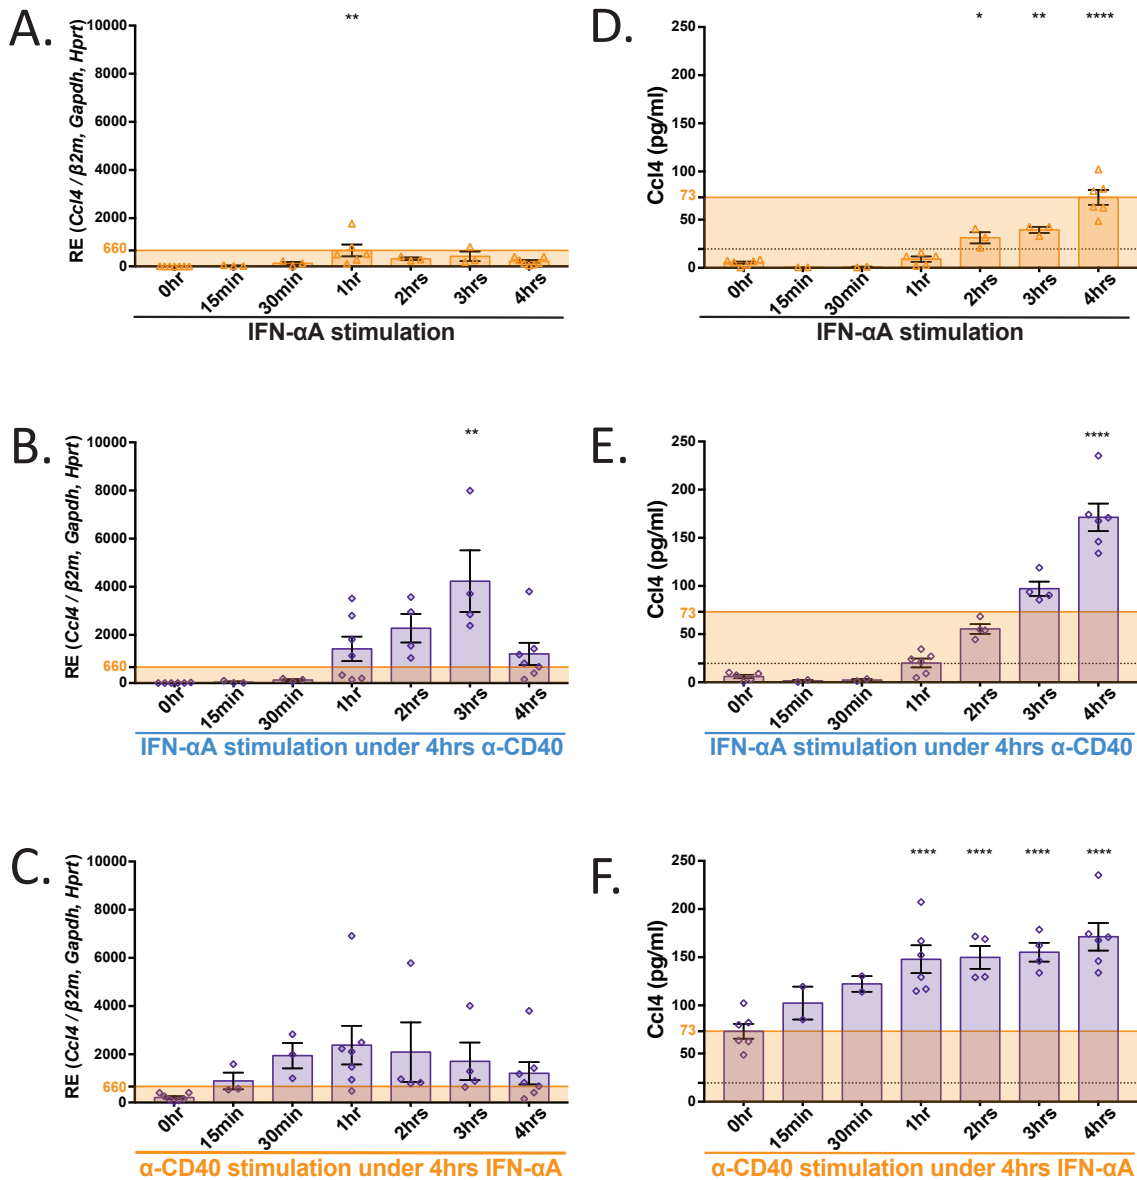 A.
RE (Ccl4 / β2m, Gapdh, Hprt)
10000
8000
6000
4000
2000
660
0
**
0hr
15min
30min
1hr
2hrs
3hrs
4hrs
IFN-αA stimulation
D.
Ccl4 (pg/ml)
250
200
150
100
73
50
0
*
**
****
0hr
15min
30min
1hr
2hrs
3hrs
4hrs
IFN-αA stimulation
B.
RE (Ccl4 / β2m, Gapdh, Hprt)
10000
8000
6000
4000
2000
660
0
**
0hr
15min
30min
1hr
2hrs
3hrs
4hrs
IFN-αA stimulation under 4hrs α-CD40
E.
Ccl4 (pg/ml)
250
200
150
100
73
50
0
****
0hr
15min
30min
1hr
2hrs
3hrs
4hrs
IFN-αA stimulation under 4hrs α-CD40
C.
RE (Ccl4 / β2m, Gapdh, Hprt)
10000
8000
6000
4000
2000
660
0
0hr
15min
30min
1hr
2hrs
3hrs
4hrs
α-CD40 stimulation under 4hrs IFN-αA
F.
Ccl4 (pg/ml)
250
200
150
100
73
50
0
****
****
****
****
0hr
15min
30min
1hr
2hrs
3hrs
4hrs
α-CD40 stimulation under 4hrs IFN-αA